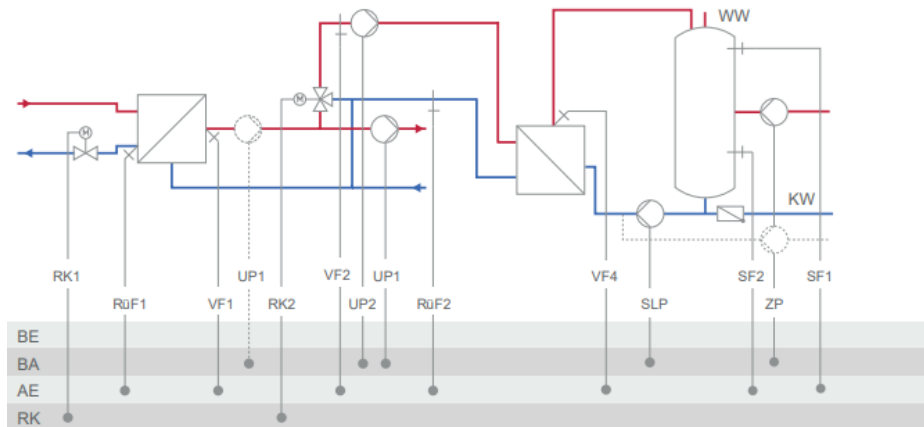 WW
M
M
KW
RK1 UP1 VF2 UP1 VF4 SF2 SF1
RüF1 VF1 RK2 UP2 RüF2 SLP ZP
BE
BA
AE
RK